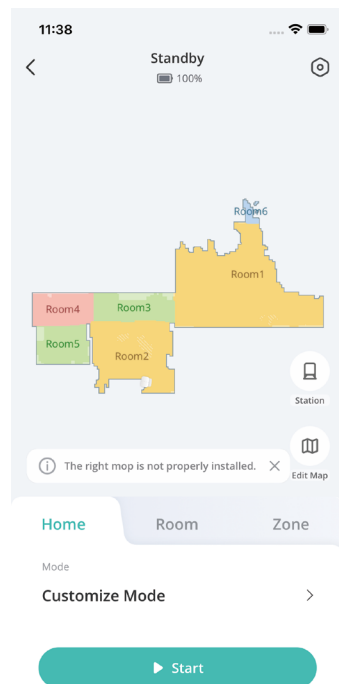 11:38
Standby
100%
Room6
Room1
Room4
Room3
Room5
Room2
Station
The right mop is not properly installed.
Edit Map
Home
Room
Zone
Mode
Customize Mode
Start